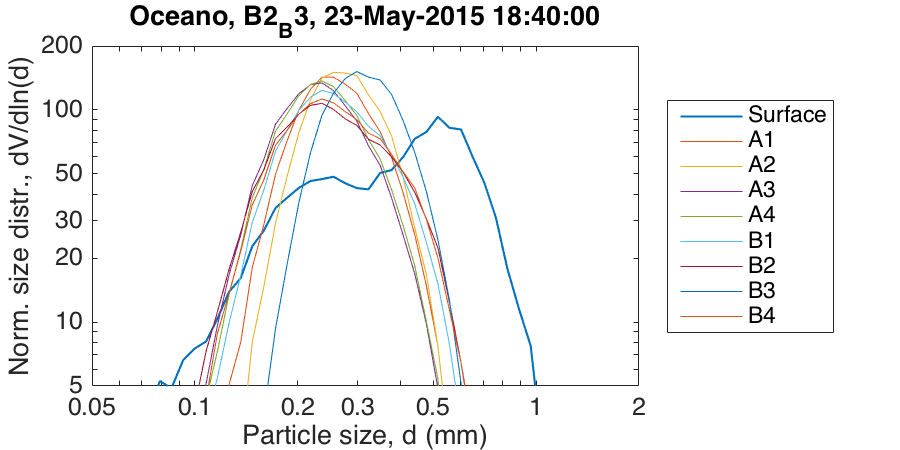 Oceano, B2_B3, 23-May-2015 18:40:00
Norm. size distr., dV/dln(d)
200
100
50
30
20
10
5
0.05 0.1 0.2 0.3 0.5 1 2
Particle size, d (mm)
Surface
A1
A2
A3
A4
B1
B2
B3
B4